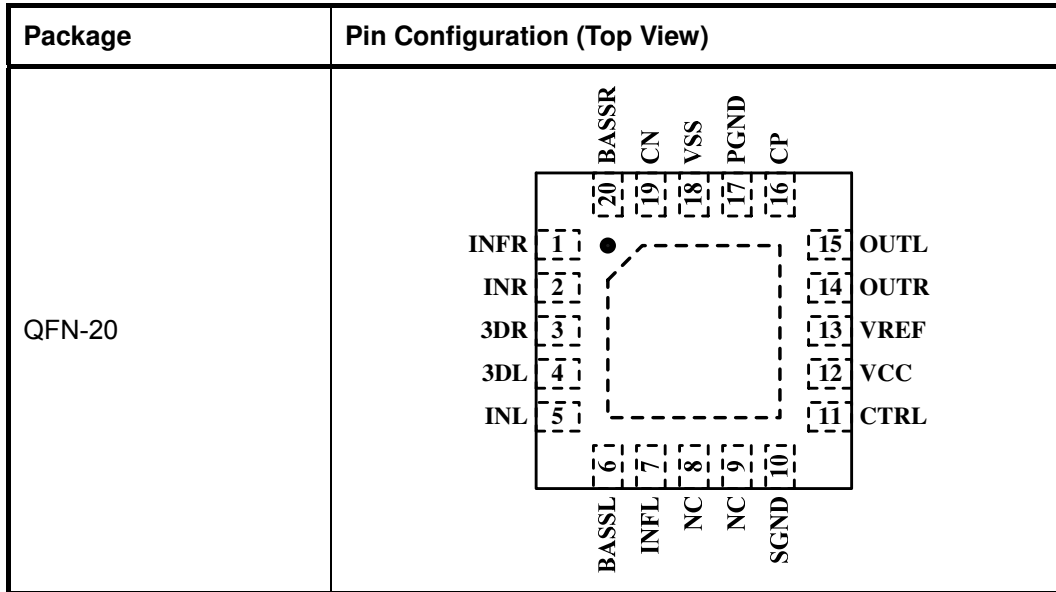 Package
Pin Configuration (Top View)
QFN-20
BASSR
CN
VSS
PGND
CP
20
19
18
17
16
INFR 1
INR 2
3DR 3
3DL 4
INL 5
15 OUTL
14 OUTR
13 VREF
12 VCC
11 CTRL
6
7
8
9
10
BASSL
INFL
NC
NC
SGND